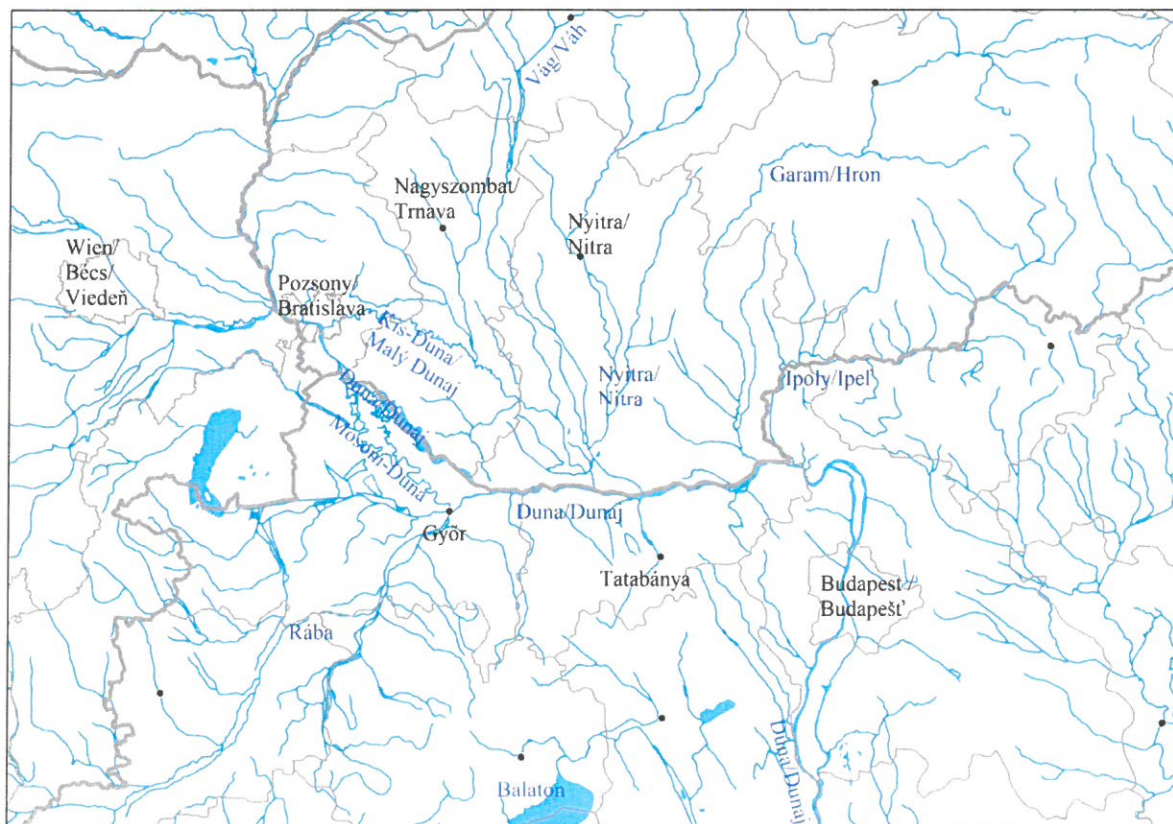 Vág/Váh
Garam/Hron
Nagyszombat/
Trnava
Nyitra/
Nitra
Wien/
Bécs/
Viedeň
Pozsony/
Bratislava
Kis-Duna/
Malý Dunaj
Duna/Dunaj
Mosoni-Duna
Nyitra/
Nitra
Ipoly/Ipeľ
Győr
Duna/Dunaj
Tatabánya
Budapest /
Budapešť
Rába
Duna/Dunaj
Balaton